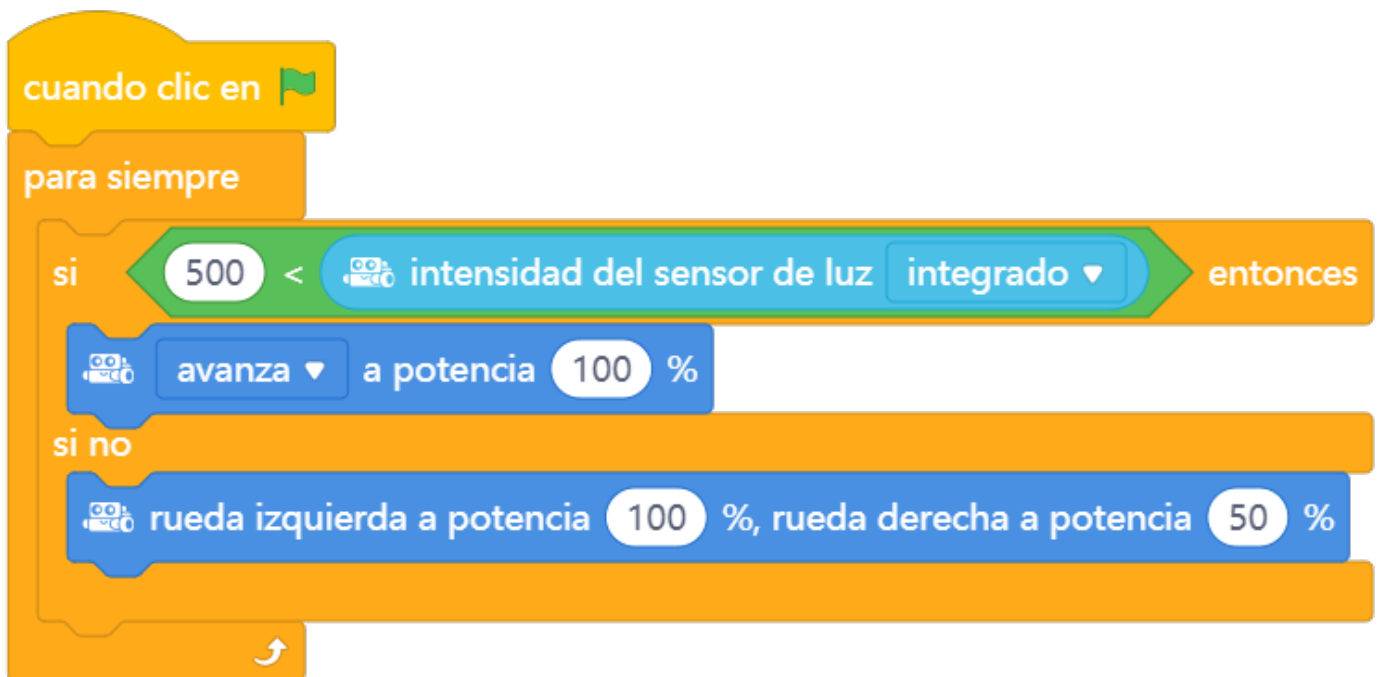 cuando clic en
para siempre
si 500 < intensidad del sensor de luz integrado entonces
avanza a potencia 100 %
si no
rueda izquierda a potencia 100 %, rueda derecha a potencia 50 %